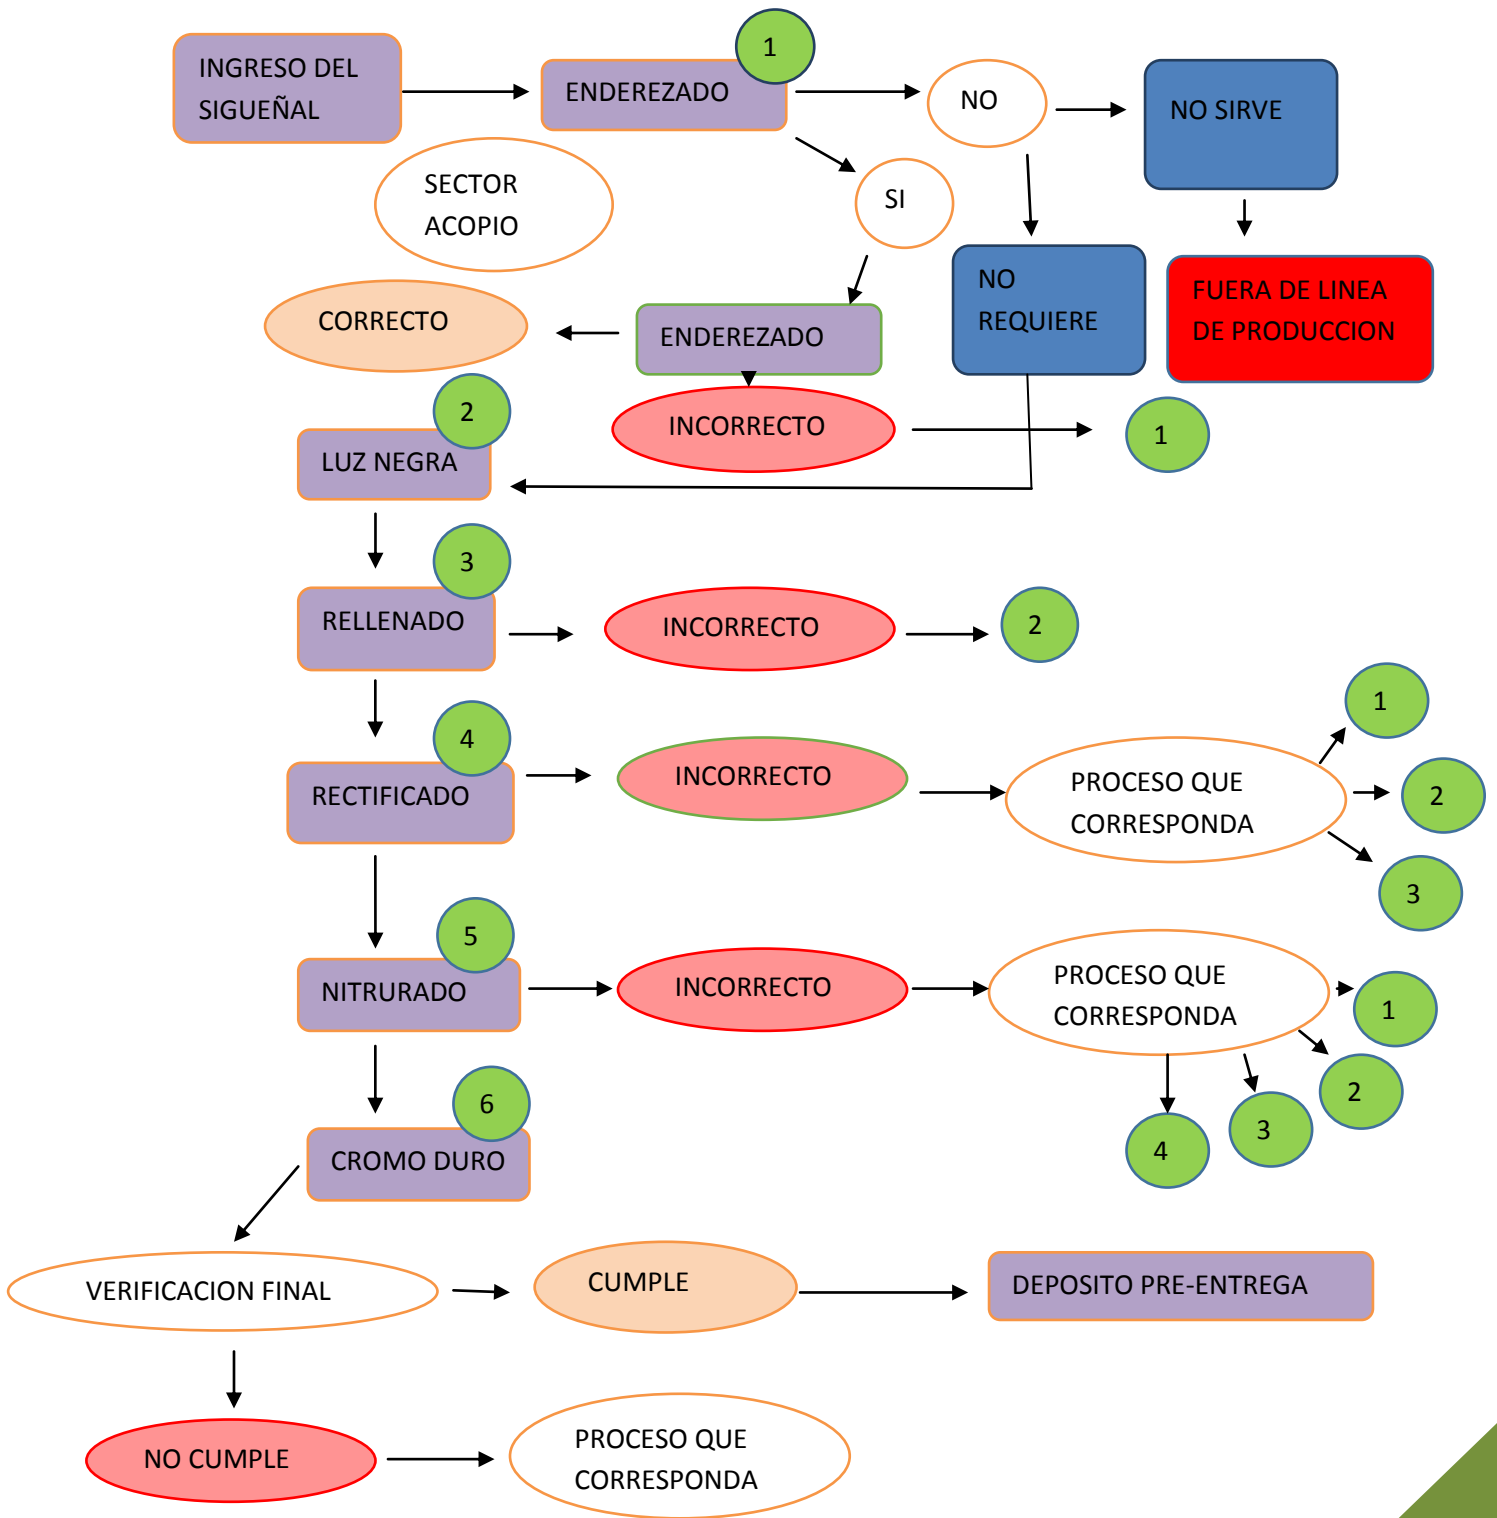 1
INGRESO DEL
SIGUEÑAL
ENDEREZADO
NO
NO SIRVE
SECTOR
ACOPIO
SI
NO
REQUIERE
FUERA DE LINEA
DE PRODUCCION
CORRECTO
ENDEREZADO
2
INCORRECTO
1
LUZ NEGRA
3
RELLENADO
INCORRECTO
2
4
RECTIFICADO
INCORRECTO
PROCESO QUE
CORRESPONDA
1
2
3
5
NITRURADO
INCORRECTO
PROCESO QUE
CORRESPONDA
1
2
3
4
6
CROMO DURO
VERIFICACION FINAL
CUMPLE
DEPOSITO PRE-ENTREGA
NO CUMPLE
PROCESO QUE
CORRESPONDA